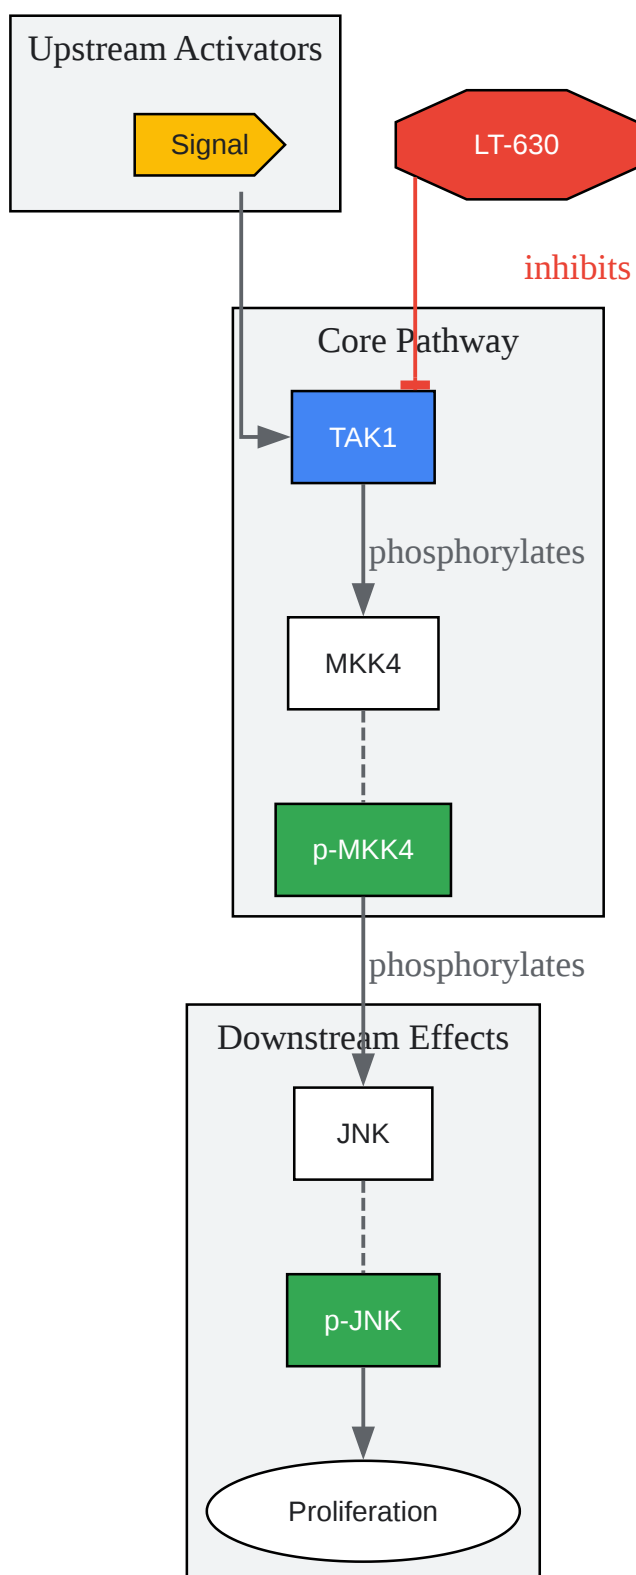 Upstream Activators
Signal
LT-630
inhibits
Core Pathway
TAK1
phosphorylates
MKK4
p-MKK4
phosphorylates
Downstream Effects
JNK
p-JNK
Proliferation